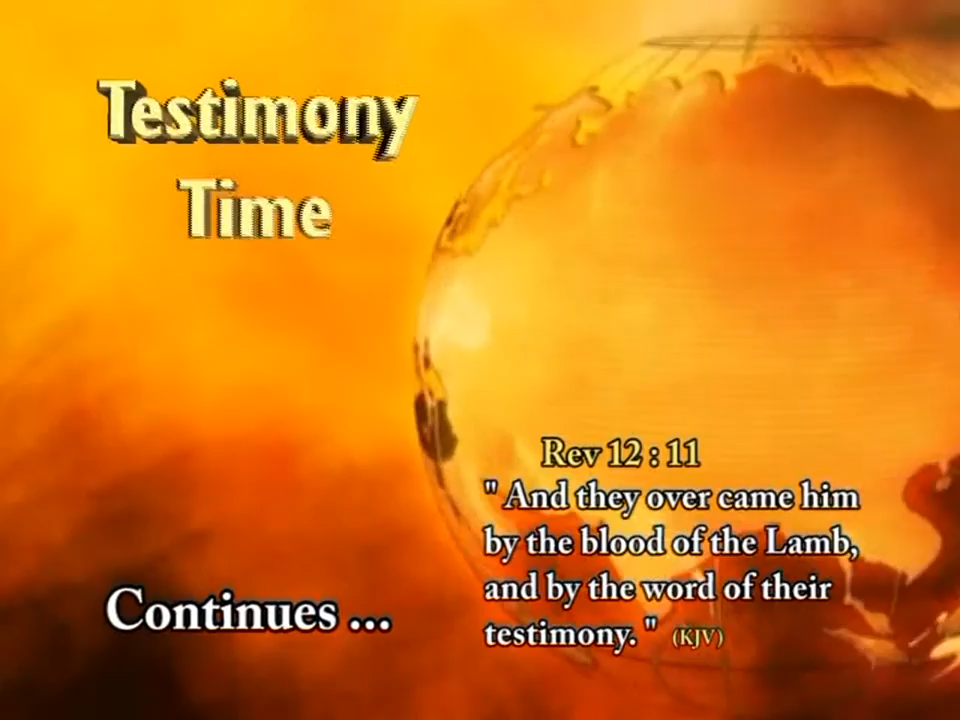 Testimony
Time
Rev 12 : 11
" And they over came him
by the blood of the Lamb,
and by the word of their
testimony. " (KJV)
Continues ...